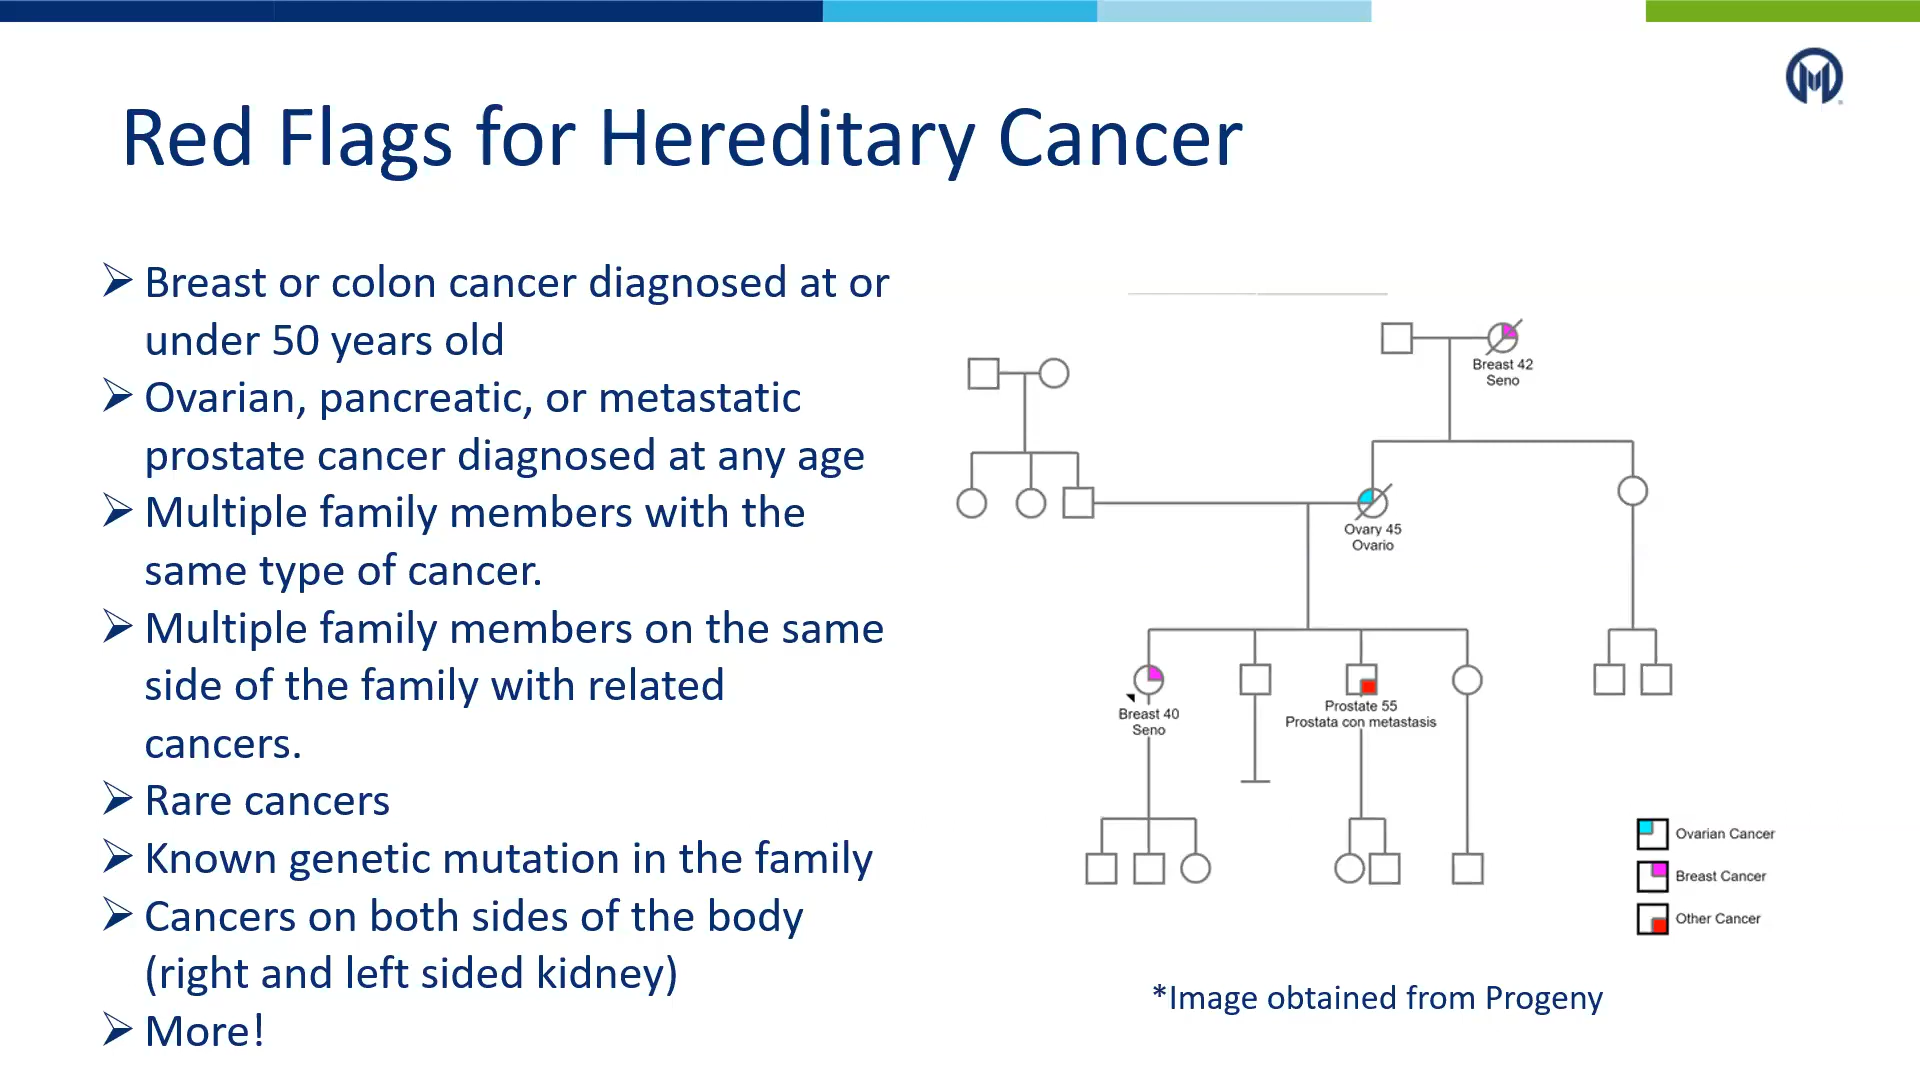 Red Flags for Hereditary Cancer
➢ Breast or colon cancer diagnosed at or
under 50 years old
➢ Ovarian, pancreatic, or metastatic
prostate cancer diagnosed at any age
➢ Multiple family members with the
same type of cancer.
➢ Multiple family members on the same
side of the family with related
cancers.
➢ Rare cancers
➢ Known genetic mutation in the family
➢ Cancers on both sides of the body
(right and left sided kidney)
➢ More!
Breast 42
Seno
Ovary 45
Ovario
Breast 40
Seno
Prostate 55
Prostata con metastasis
Ovarian Cancer
Breast Cancer
Other Cancer
*Image obtained from Progeny